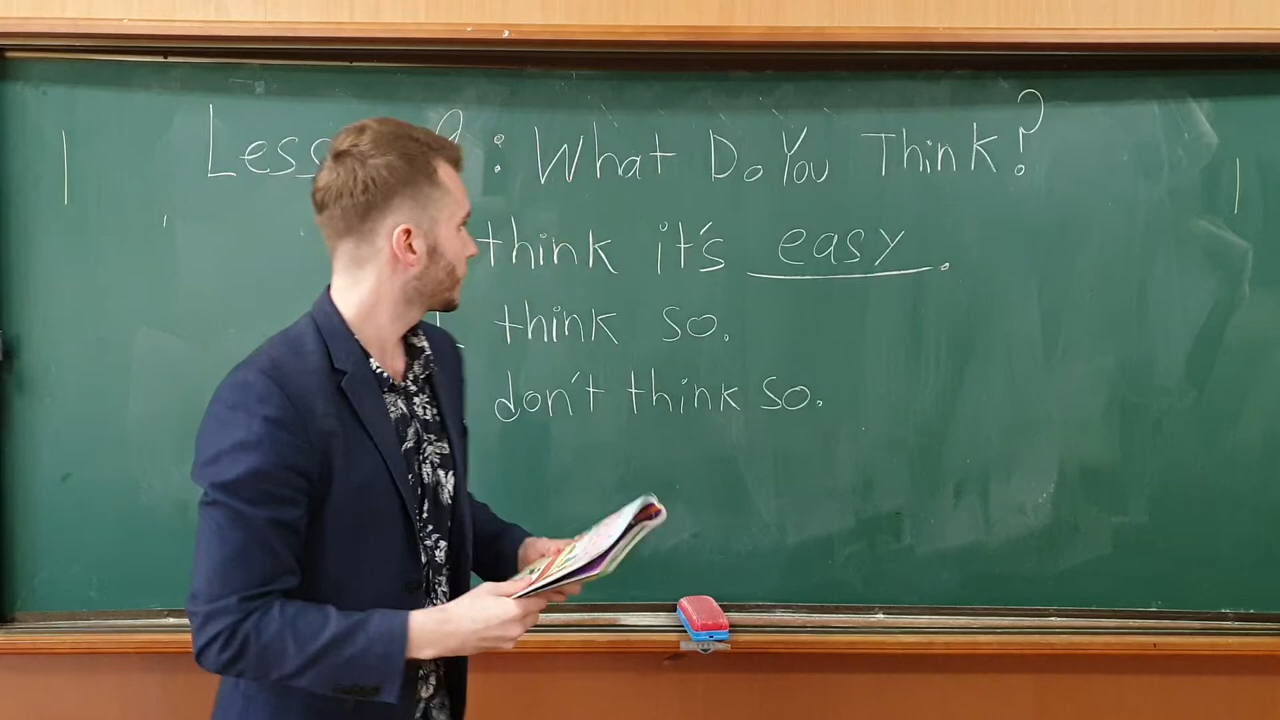 Less : What Do You Think?
think it's easy.
think so.
don't think so.